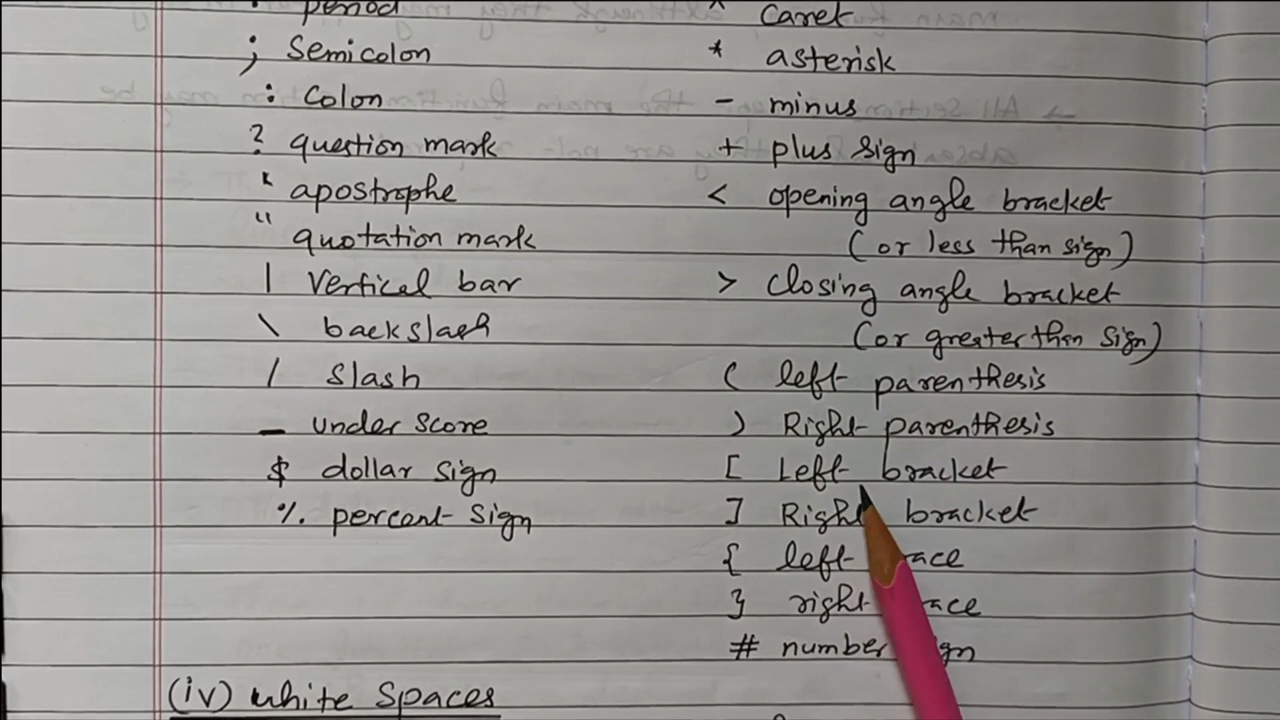 period
; Semicolon
: Colon
? question mark
' apostrophe
" quotation mark
| Vertical bar
\ backslash
/ Slash
_ under score
$ dollar sign
% percent sign
^ Caret
* asterisk
- minus
+ plus sign
< opening angle bracket
(or less than sign)
> Closing angle bracket
(or greater than sign)
( left parenthesis
) Right parenthesis
[ Left bracket
] Right bracket
{ left
} right
# number
(iv) White Spaces